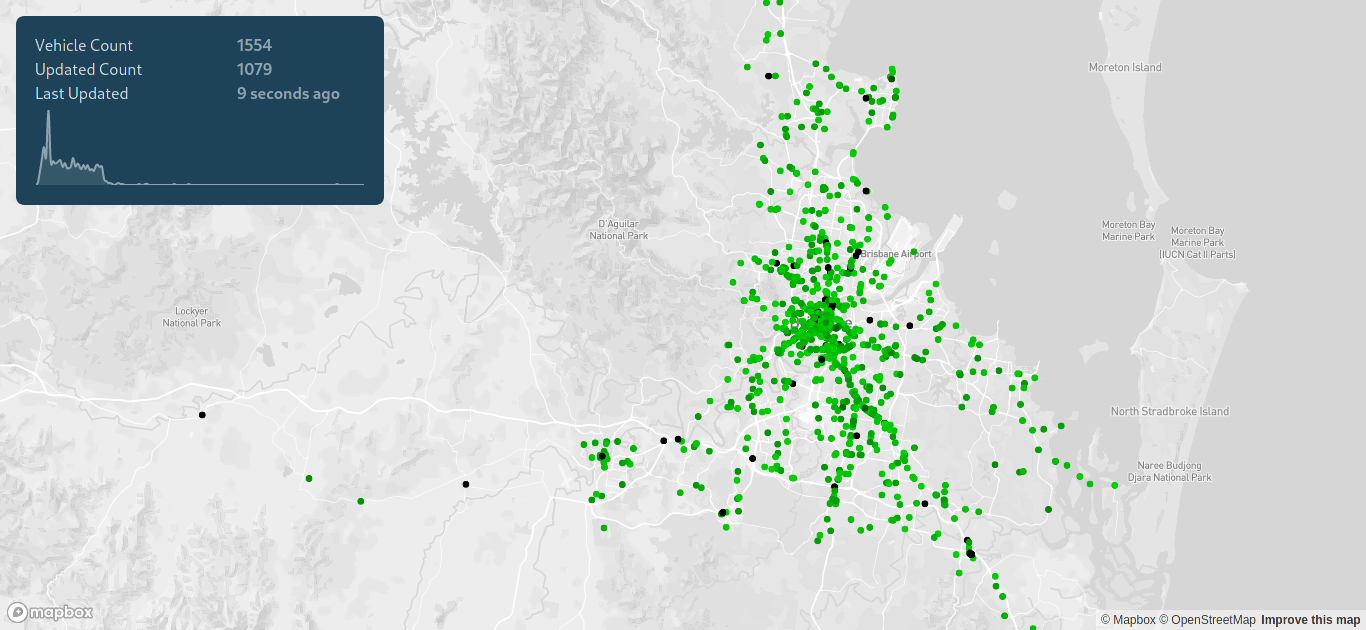 Vehicle Count 1554
Updated Count 1079
Last Updated 9 seconds ago
Moreton Island
D'Aguilar
National Park
Moreton Bay
Marine Park
Moreton Bay
Marine Park
(IUCN Cat II Parts)
Brisbane Airport
Lockyer
National Park
North Stradbroke Island
Naree Budjong
Djara National Park
mapbox
© Mapbox © OpenStreetMap Improve this map